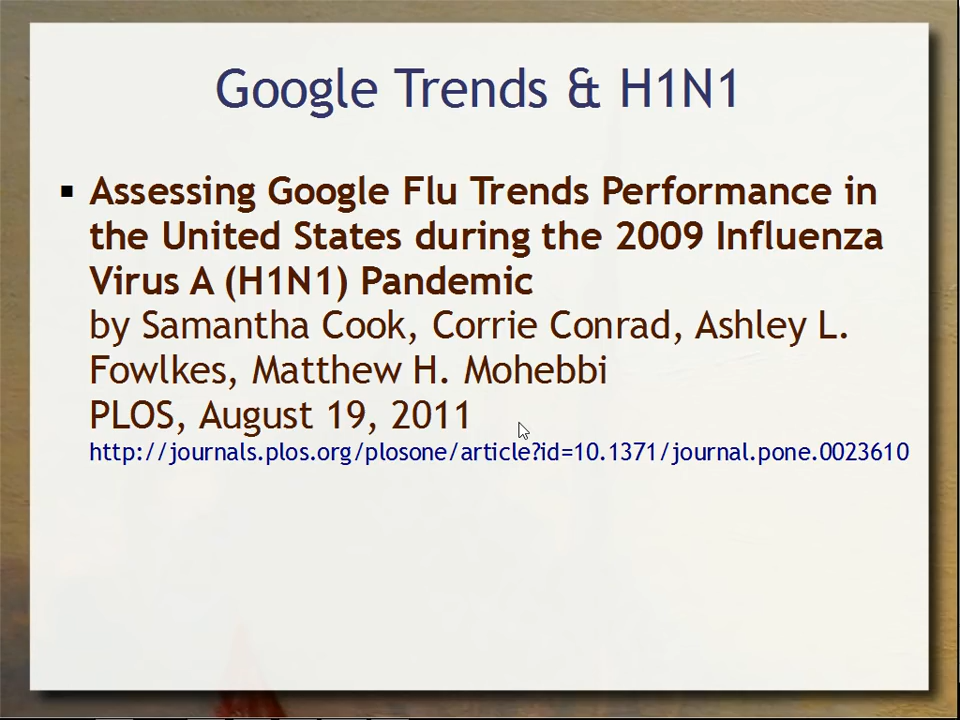 Google Trends & H1N1
▪ Assessing Google Flu Trends Performance in
the United States during the 2009 Influenza
Virus A (H1N1) Pandemic
by Samantha Cook, Corrie Conrad, Ashley L.
Fowlkes, Matthew H. Mohebbi
PLOS, August 19, 2011
http://journals.plos.org/plosone/article?id=10.1371/journal.pone.0023610